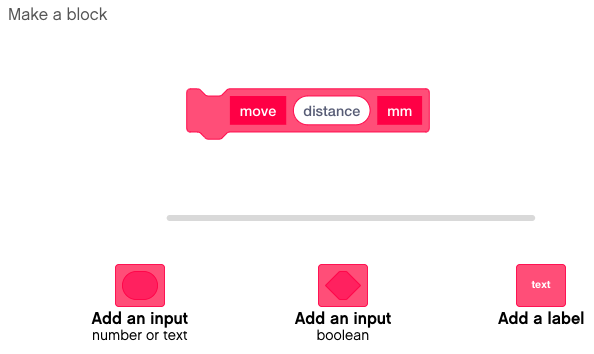 Make a block
move distance mm
text
Add an input Add an input Add a label
number or text boolean